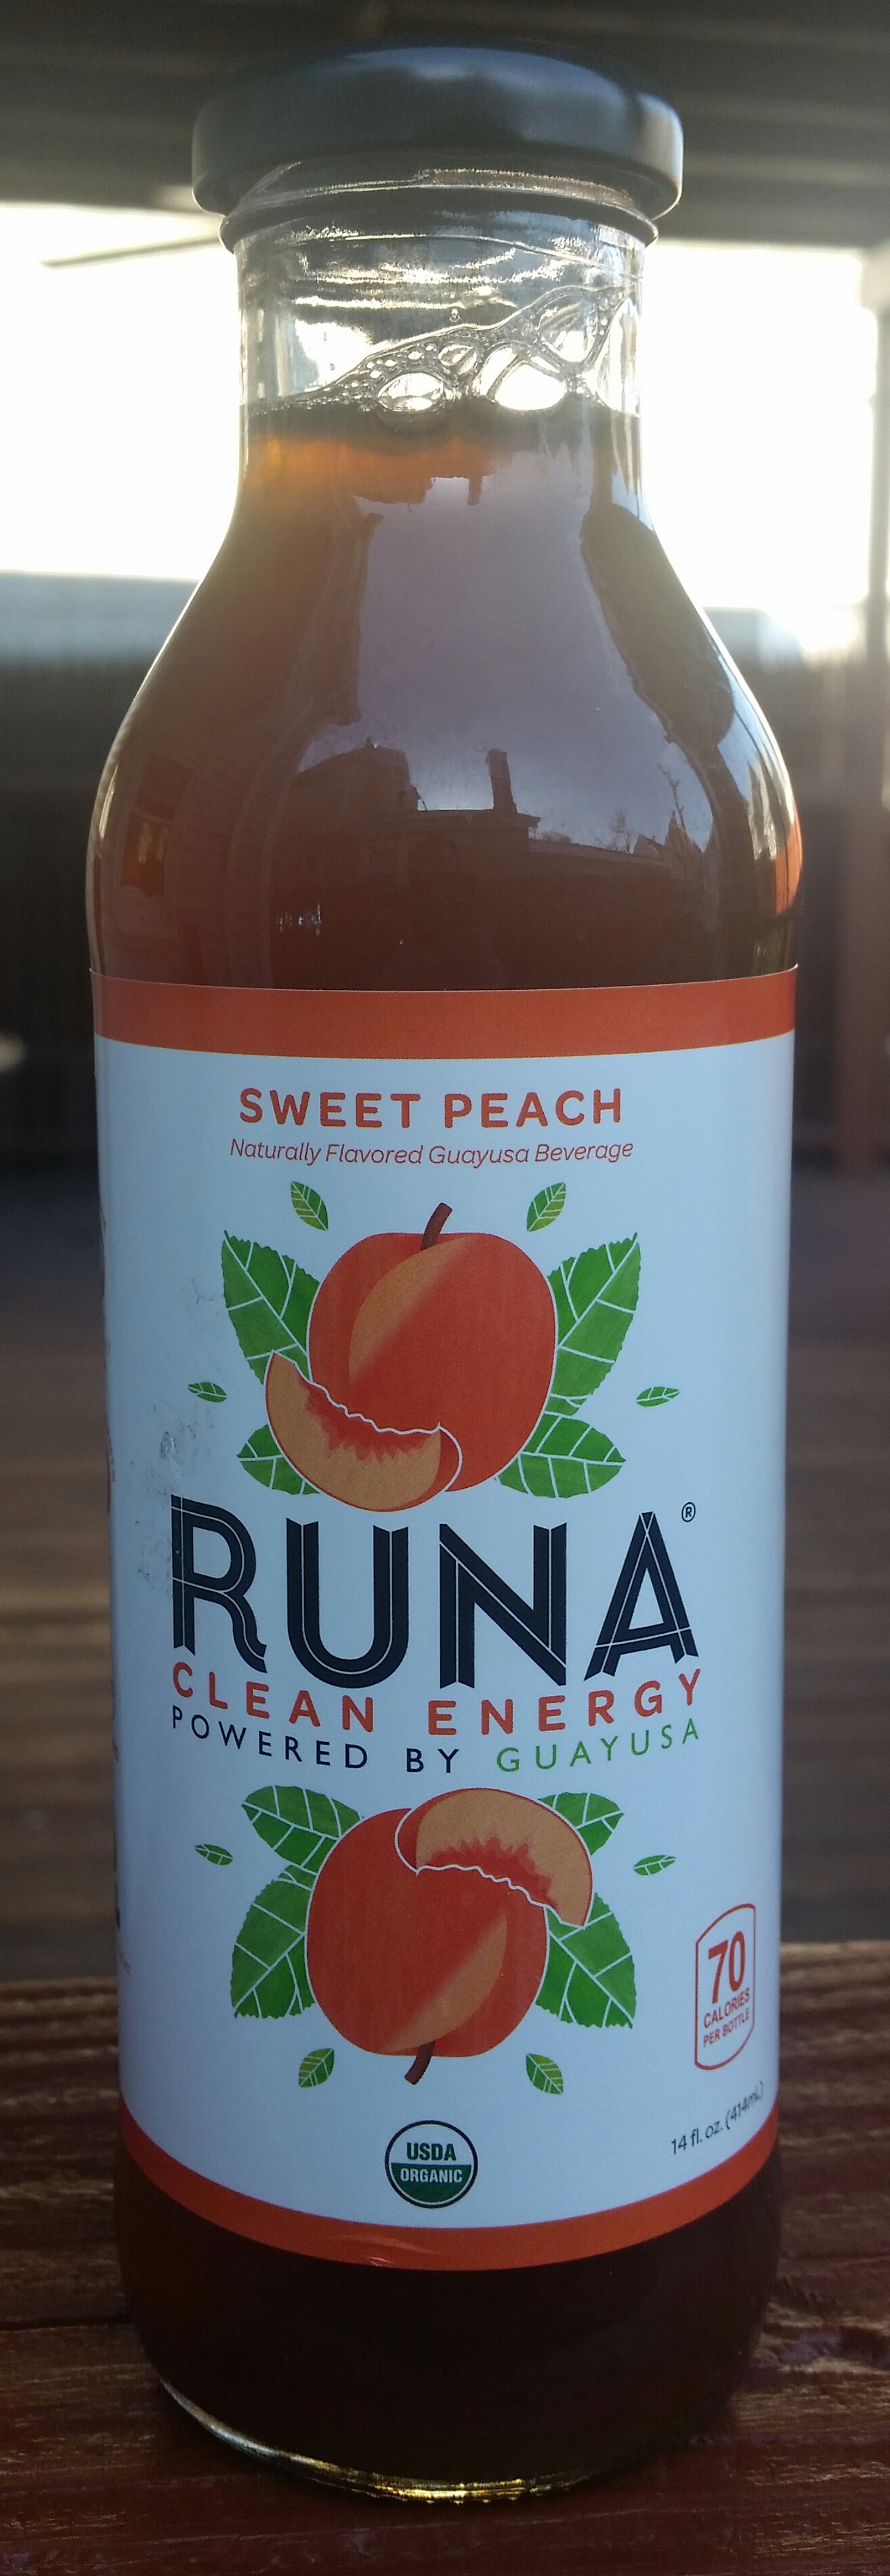 SWEET PEACH
Naturally Flavored Guayusa Beverage
RUNA®
CLEAN ENERGY
POWERED BY GUAYUSA
70
CALORIES
PER BOTTLE
14 fl. oz. (414mL)
USDA
ORGANIC